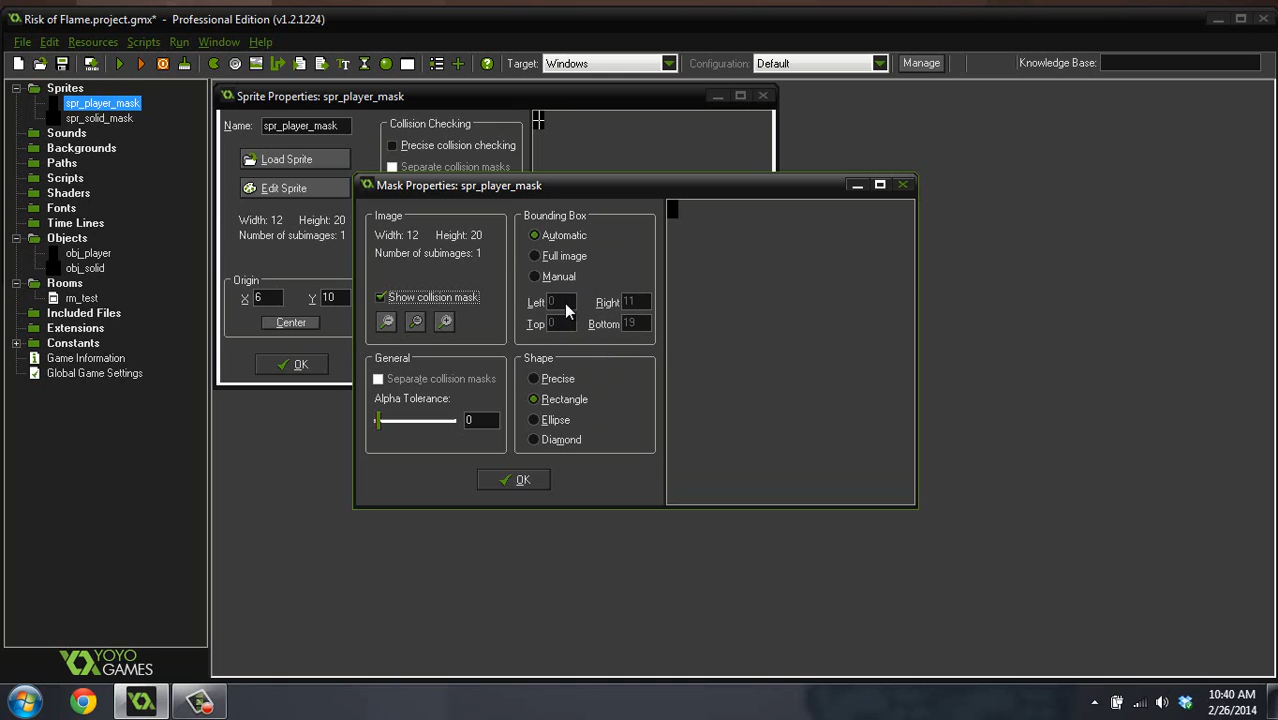 Risk of Flame.project.gmx* - Professional Edition (v1.2.1224)
File Edit Resources Scripts Run Window Help
Target: Windows Configuration: Default Manage Knowledge Base:
Sprites
spr_player_mask
spr_solid_mask
Sounds
Backgrounds
Paths
Scripts
Shaders
Fonts
Time Lines
Objects
obj_player
obj_solid
Rooms
rm_test
Included Files
Extensions
Constants
Game Information
Global Game Settings
YOYO
GAMES
Sprite Properties: spr_player_mask
Name: spr_player_mask
Load Sprite
Edit Sprite
Width: 12 Height: 20
Number of subimages: 1
Origin
X 6 Y 10
Center
OK
Collision Checking
Precise collision checking
Separate collision masks
Mask Properties: spr_player_mask
Image
Width: 12 Height: 20
Number of subimages: 1
Show collision mask
General
Separate collision masks
Alpha Tolerance:
0
Bounding Box
Automatic
Full image
Manual
Left 0 Right 11
Top 0 Bottom 19
Shape
Precise
Rectangle
Ellipse
Diamond
OK
10:40 AM
2/26/2014